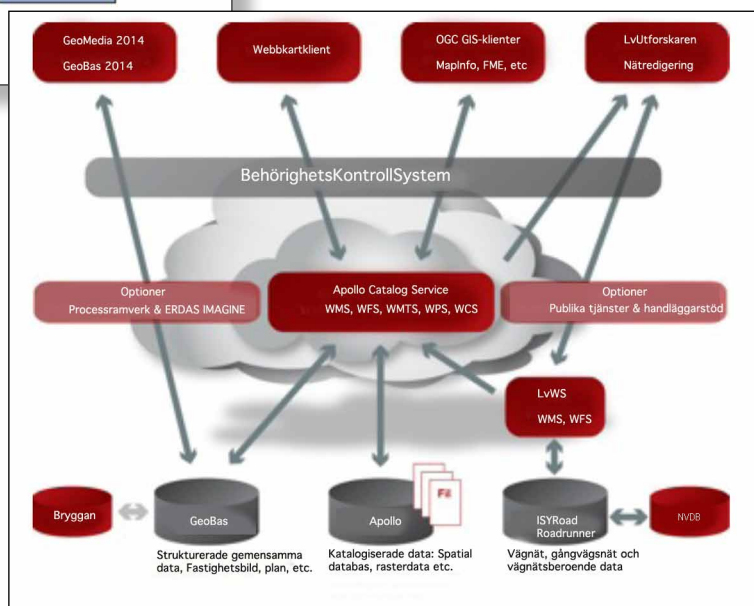 GeoMedia 2014
GeoBas 2014
Webbkartklient
OGC GIS-klienter
MapInfo, FME, etc
LvUtforskaren
Nätredigering
BehörighetsKontrollSystem
Optioner
Processramverk & ERDAS IMAGINE
Apollo Catalog Service
WMS, WFS, WMTS, WPS, WCS
Optioner
Publika tjänster & handläggarstöd
LvWS
WMS, WFS
Bryggan
GeoBas
Apollo
Fil
ISYRoad
Roadrunner
NVDB
Strukturerade gemensamma
data, Fastighetsbild, plan, etc.
Katalogiserade data: Spatial
databas, rasterdata etc.
Vägnät, gångvägsnät och
vägnätsberoende data